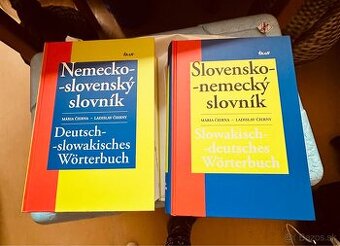 IKAR
Nemecko-
-slovenský
slovník
MÁRIA ČIERNA • LADISLAV ČIERNY
Deutsch-
-slowakisches
Wörterbuch
IKAR
Slovensko-
-nemecký
slovník
MÁRIA ČIERNA • LADISLAV ČIERNY
Slowakisch-
-deutsches
Wörterbuch